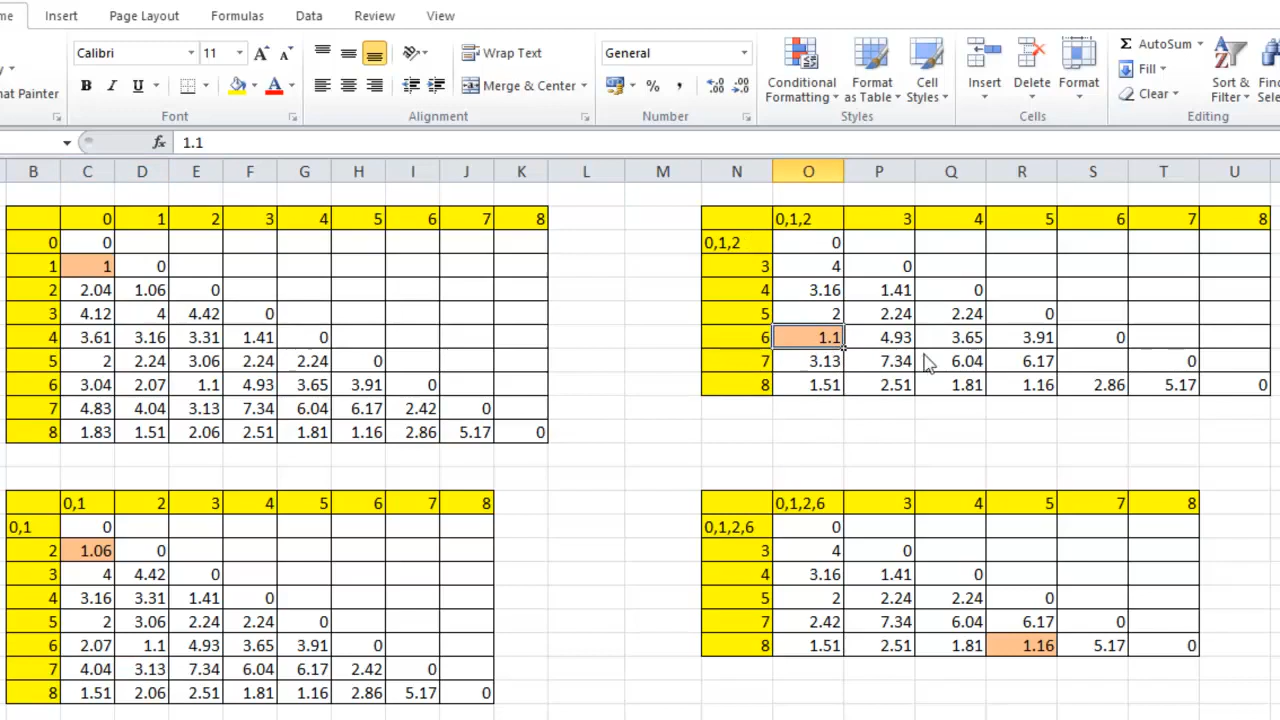 me Insert Page Layout Formulas Data Review View
Calibri 11 Wrap Text General AutoSum
Fill
B I U Merge & Center % , Conditional Formatting Format as Table Cell Styles Insert Delete Format Sort & Filter
at Painter Clear
Font Alignment Number Styles Cells Editing
fx 1.1
B C D E F G H I J K L M N O P Q R S T U
0 1 2 3 4 5 6 7 8
0 0
1 1 0
2 2.04 1.06 0
3 4.12 4 4.42 0
4 3.61 3.16 3.31 1.41 0
5 2 2.24 3.06 2.24 2.24 0
6 3.04 2.07 1.1 4.93 3.65 3.91 0
7 4.83 4.04 3.13 7.34 6.04 6.17 2.42 0
8 1.83 1.51 2.06 2.51 1.81 1.16 2.86 5.17 0
0,1,2 3 4 5 6 7 8
0,1,2 0
3 4 0
4 3.16 1.41 0
5 2 2.24 2.24 0
6 1.1 4.93 3.65 3.91 0
7 3.13 7.34 6.04 6.17 0
8 1.51 2.51 1.81 1.16 2.86 5.17 0
0,1 2 3 4 5 6 7 8
0,1 0
2 1.06 0
3 4 4.42 0
4 3.16 3.31 1.41 0
5 2 3.06 2.24 2.24 0
6 2.07 1.1 4.93 3.65 3.91 0
7 4.04 3.13 7.34 6.04 6.17 2.42 0
8 1.51 2.06 2.51 1.81 1.16 2.86 5.17 0
0,1,2,6 3 4 5 7 8
0,1,2,6 0
3 4 0
4 3.16 1.41 0
5 2 2.24 2.24 0
7 2.42 7.34 6.04 6.17 0
8 1.51 2.51 1.81 1.16 5.17 0